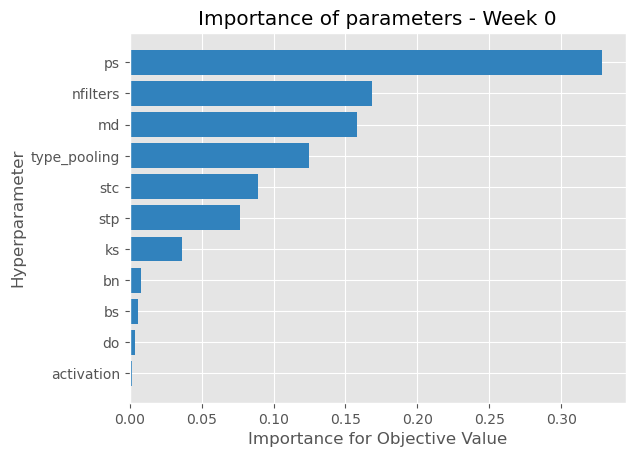 Importance of parameters - Week 0
ps
nfilters
md
type_pooling
stc
stp
ks
bn
bs
do
activation
Hyperparameter
0.00 0.05 0.10 0.15 0.20 0.25 0.30
Importance for Objective Value